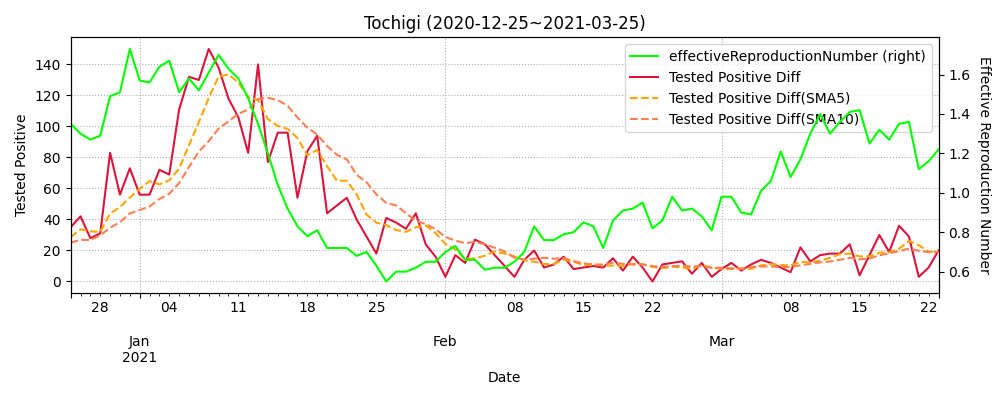 Tochigi (2020-12-25~2021-03-25)
effectiveReproductionNumber (right)
Tested Positive Diff
Tested Positive Diff(SMA5)
Tested Positive Diff(SMA10)
Tested Positive
140
120
100
80
60
40
20
0
Effective Reproduction Number
1.6
1.4
1.2
1.0
0.8
0.6
28 04 11 18 25 08 15 22 08 15 22
Jan Feb Mar
2021
Date